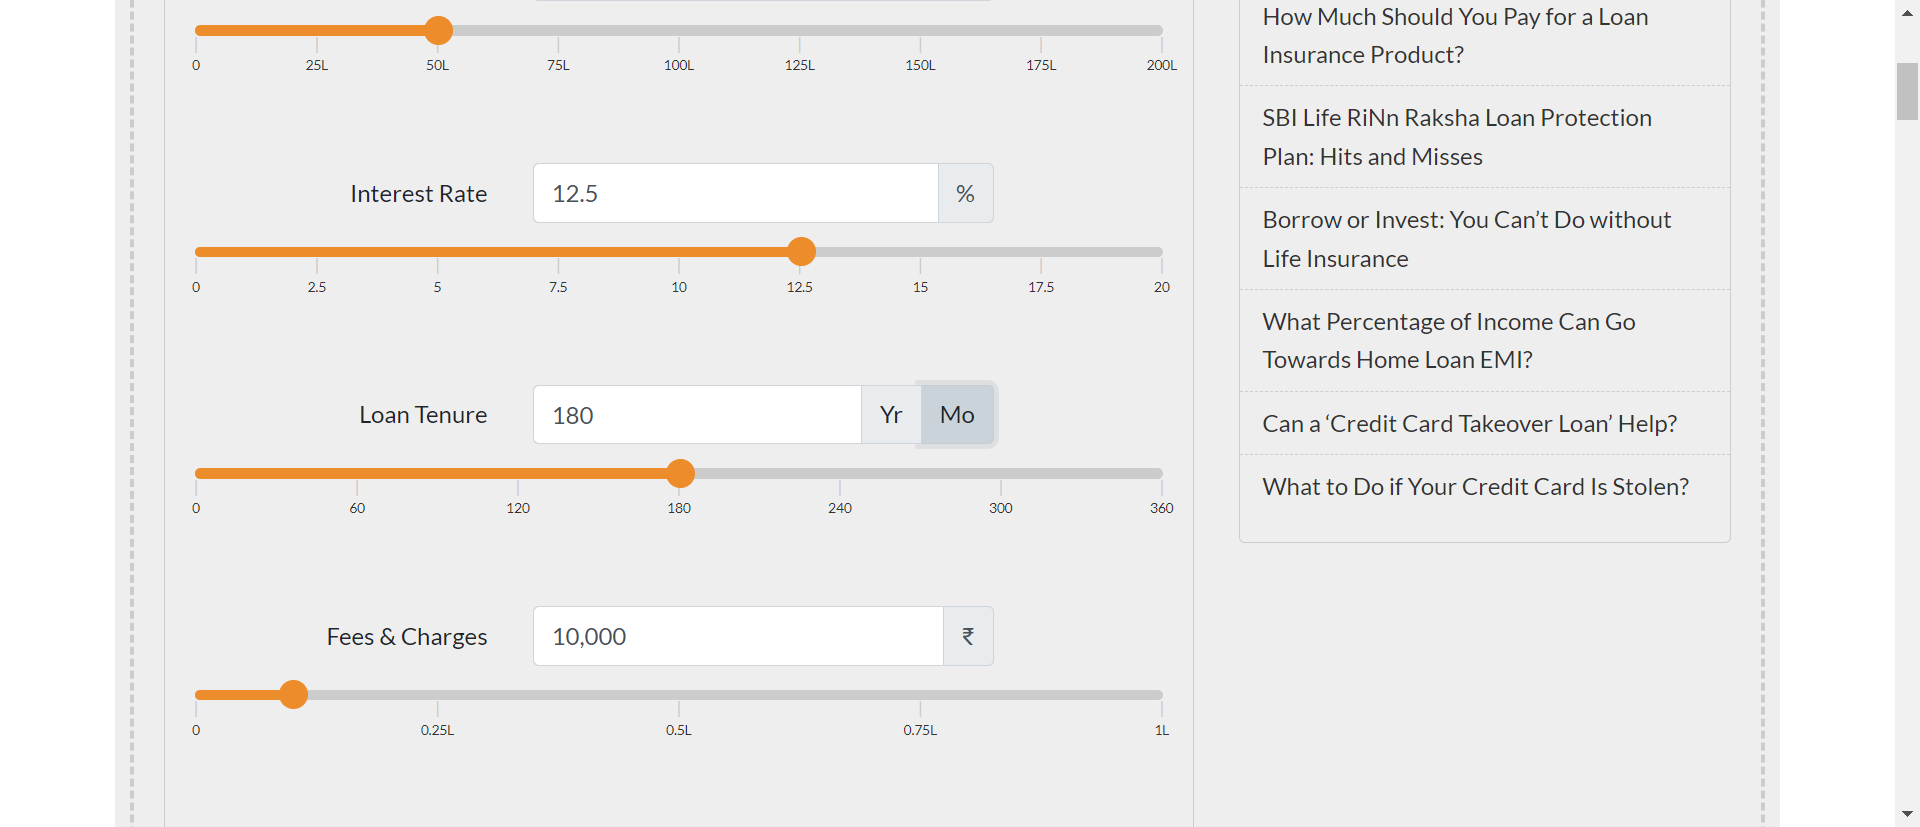 0 25L 50L 75L 100L 125L 150L 175L 200L
Interest Rate 12.5 %
0 2.5 5 7.5 10 12.5 15 17.5 20
Loan Tenure 180 Yr Mo
0 60 120 180 240 300 360
Fees & Charges 10,000 ₹
0 0.25L 0.5L 0.75L 1L
How Much Should You Pay for a Loan
Insurance Product?
SBI Life RiNn Raksha Loan Protection
Plan: Hits and Misses
Borrow or Invest: You Can’t Do without
Life Insurance
What Percentage of Income Can Go
Towards Home Loan EMI?
Can a ‘Credit Card Takeover Loan’ Help?
What to Do if Your Credit Card Is Stolen?